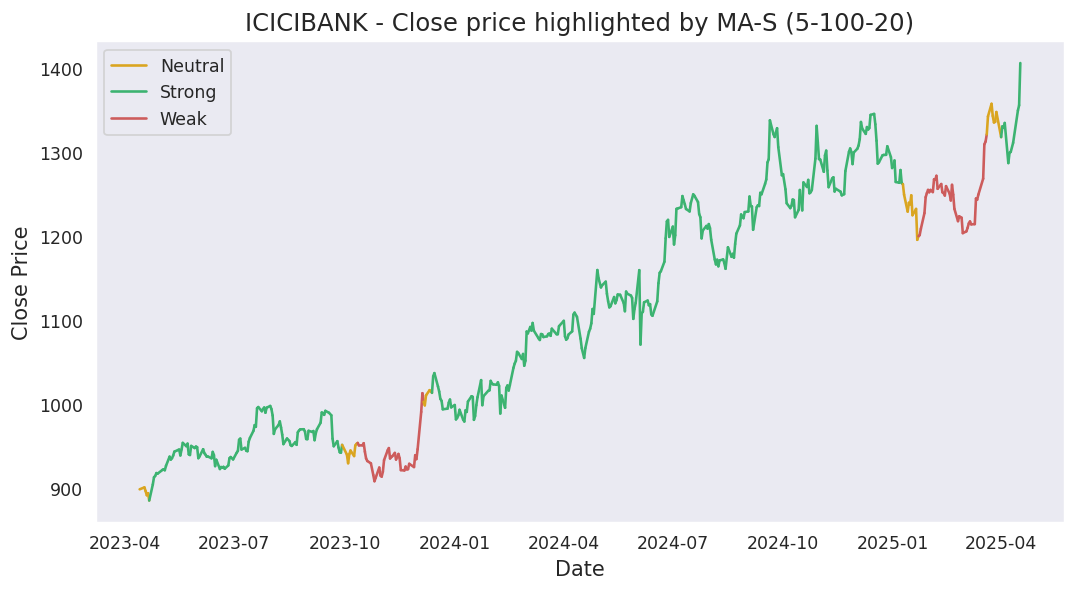 ICICIBANK - Close price highlighted by MA-S (5-100-20)
Neutral
Strong
Weak
Close Price
1400
1300
1200
1100
1000
900
2023-04 2023-07 2023-10 2024-01 2024-04 2024-07 2024-10 2025-01 2025-04
Date